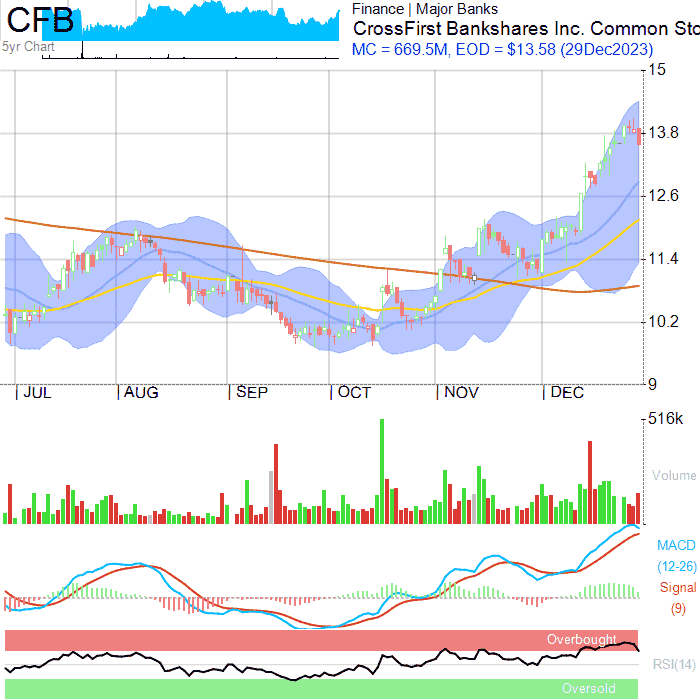 CFB
5yr Chart
Finance | Major Banks
CrossFirst Bankshares Inc. Common Sto
MC = 669.5M, EOD = $13.58 (29Dec2023)
15
13.8
12.6
11.4
10.2
9
| JUL | AUG | SEP | OCT | NOV | DEC
516k
Volume
MACD
(12-26)
Signal
(9)
Overbought
RSI(14)
Oversold